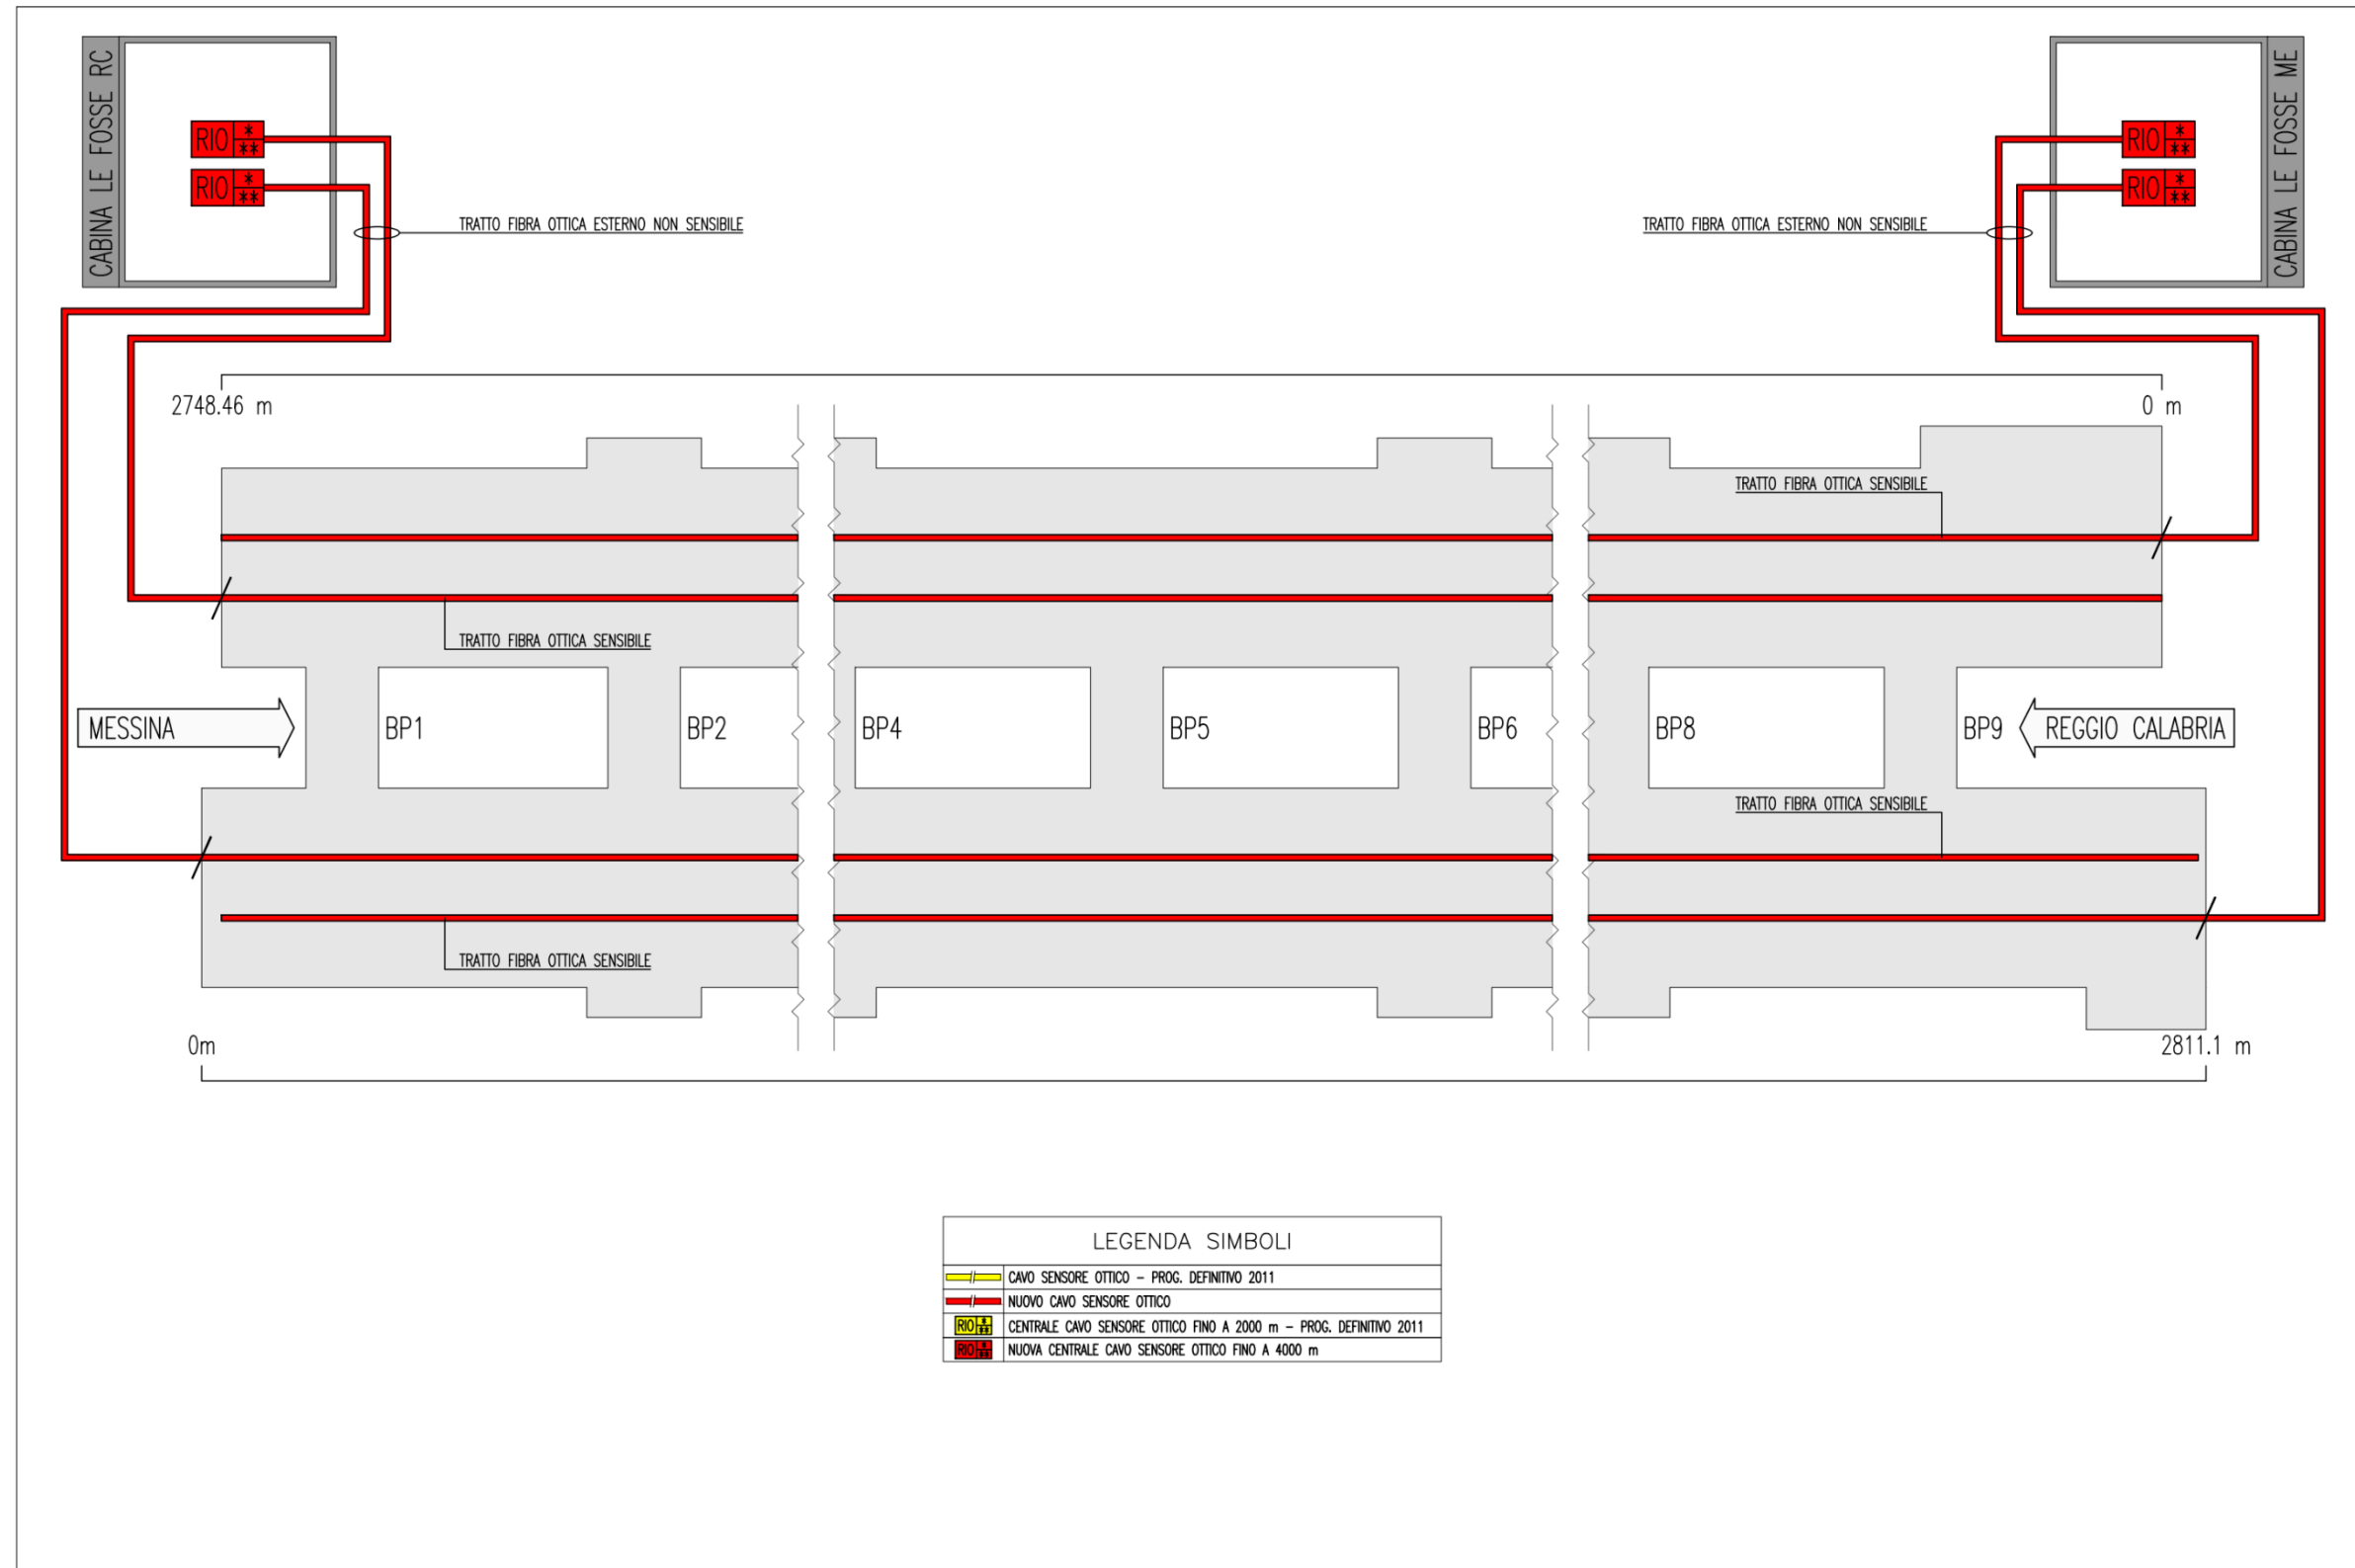 CABINA LE FOSSE RC
RIO * **
RIO * **
TRATTO FIBRA OTTICA ESTERNO NON SENSIBILE
TRATTO FIBRA OTTICA ESTERNO NON SENSIBILE
RIO * **
RIO * **
CABINA LE FOSSE ME
2748.46 m
0 m
TRATTO FIBRA OTTICA SENSIBILE
TRATTO FIBRA OTTICA SENSIBILE
MESSINA
BP1
BP2
BP4
BP5
BP6
BP8
BP9
REGGIO CALABRIA
TRATTO FIBRA OTTICA SENSIBILE
TRATTO FIBRA OTTICA SENSIBILE
0m
2811.1 m
LEGENDA SIMBOLI
CAVO SENSORE OTTICO – PROG. DEFINITIVO 2011
NUOVO CAVO SENSORE OTTICO
RIO * ** CENTRALE CAVO SENSORE OTTICO FINO A 2000 m – PROG. DEFINITIVO 2011
RIO * ** NUOVA CENTRALE CAVO SENSORE OTTICO FINO A 4000 m